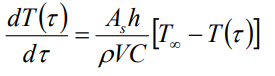 dT(τ)/dτ = A_s h/ρVC [T_∞ − T(τ)]